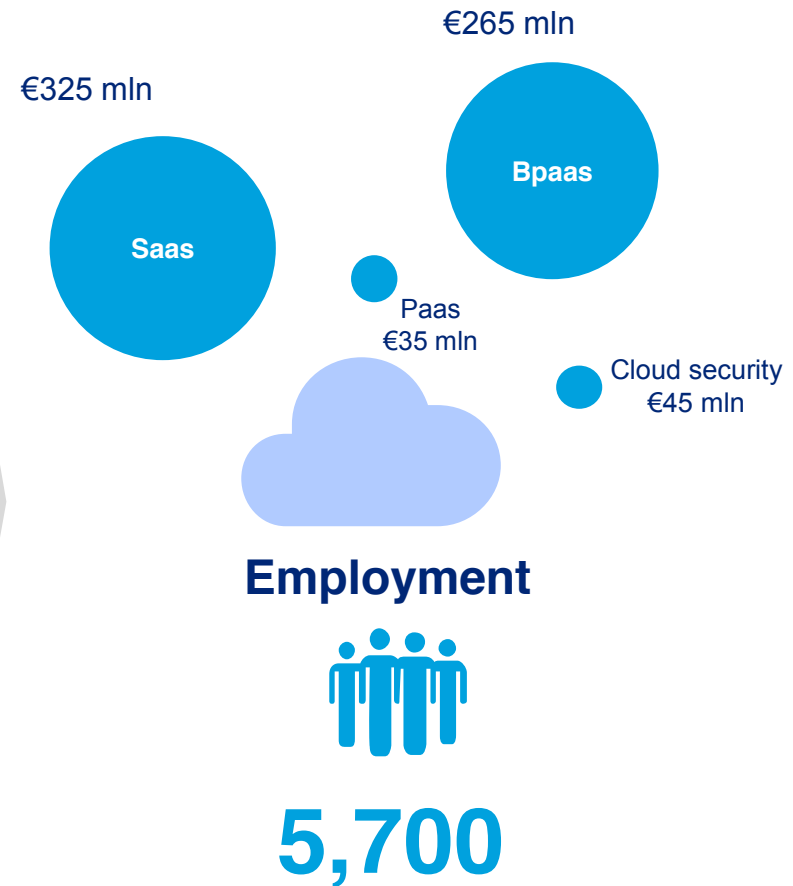 €265 mln
€325 mln
Bpaas
Saas
Paas
€35 mln
Cloud security
€45 mln
Employment
5,700